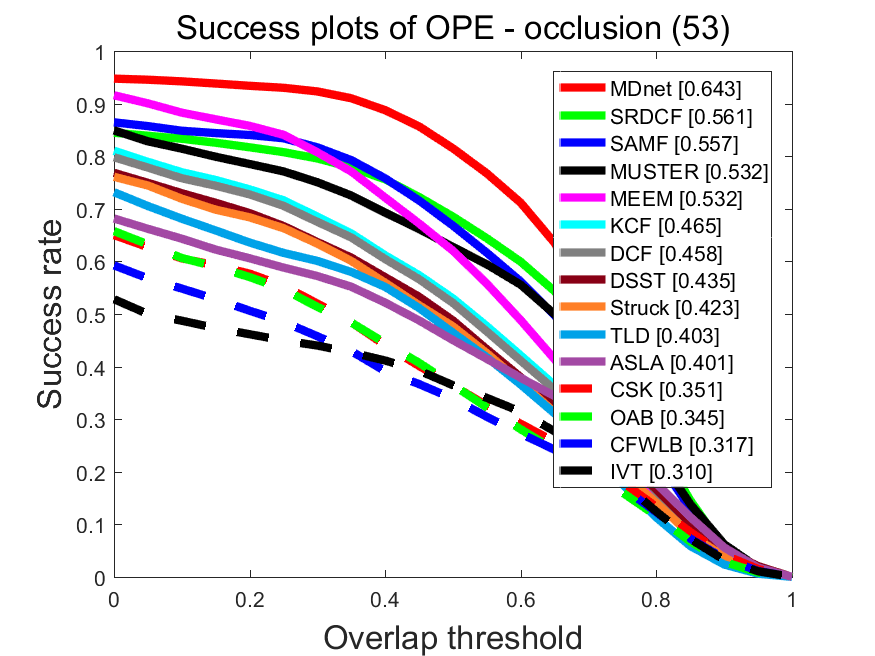 Success plots of OPE - occlusion (53)
Success rate
1
0.9
0.8
0.7
0.6
0.5
0.4
0.3
0.2
0.1
0
MDnet [0.643]
SRDCF [0.561]
SAMF [0.557]
MUSTER [0.532]
MEEM [0.532]
KCF [0.465]
DCF [0.458]
DSST [0.435]
Struck [0.423]
TLD [0.403]
ASLA [0.401]
CSK [0.351]
OAB [0.345]
CFWLB [0.317]
IVT [0.310]
0 0.2 0.4 0.6 0.8 1
Overlap threshold